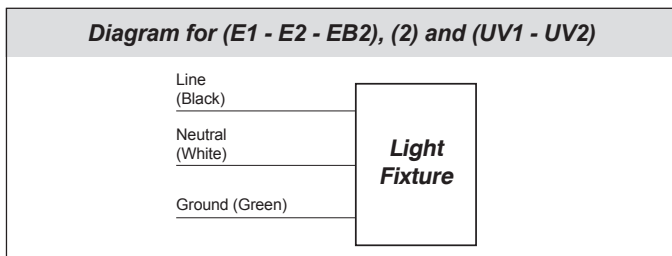 Diagram for (E1 - E2 - EB2), (2) and (UV1 - UV2)
Line
(Black)
Neutral
(White)
Ground (Green)
Light
Fixture